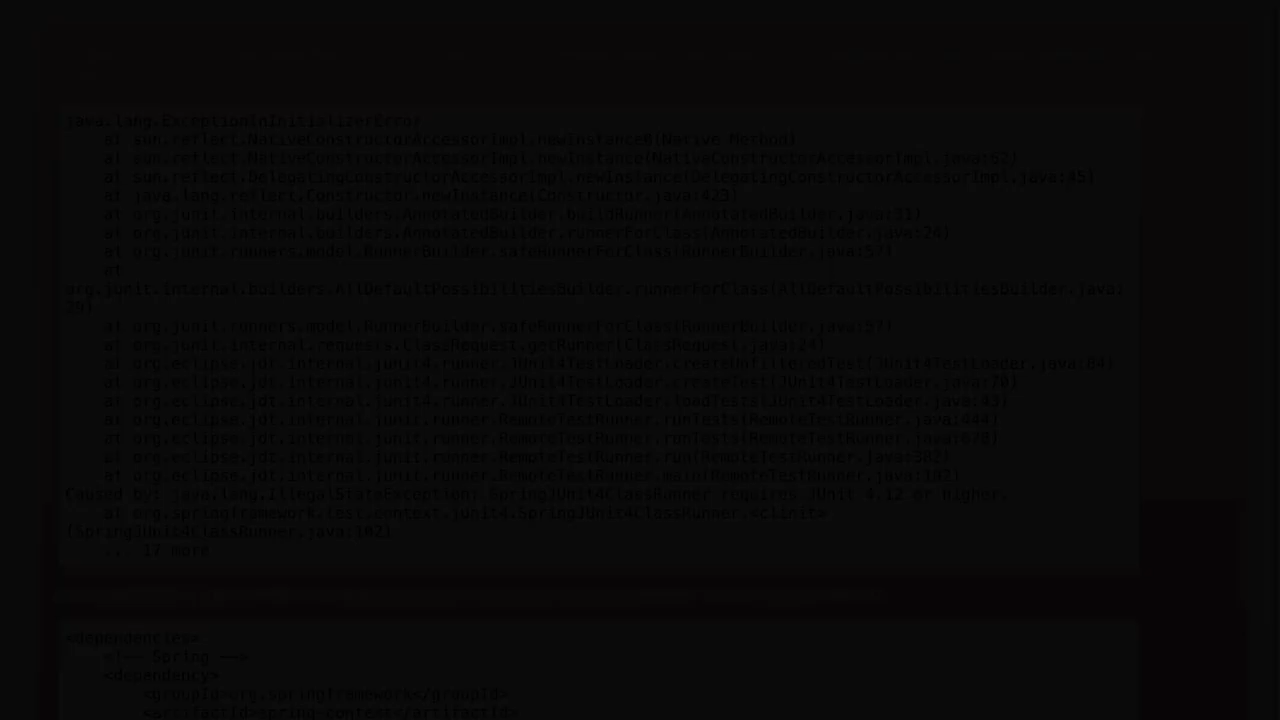 java.lang.ExceptionInInitializerError
at sun.reflect.NativeConstructorAccessorImpl.newInstance0(Native Method)
at sun.reflect.NativeConstructorAccessorImpl.newInstance(NativeConstructorAccessorImpl.java:62)
at sun.reflect.DelegatingConstructorAccessorImpl.newInstance(DelegatingConstructorAccessorImpl.java:45)
at java.lang.reflect.Constructor.newInstance(Constructor.java:423)
at org.junit.internal.builders.AnnotatedBuilder.buildRunner(AnnotatedBuilder.java:31)
at org.junit.internal.builders.AnnotatedBuilder.runnerForClass(AnnotatedBuilder.java:24)
at org.junit.runners.model.RunnerBuilder.safeRunnerForClass(RunnerBuilder.java:57)
at
org.junit.internal.builders.AllDefaultPossibilitiesBuilder.runnerForClass(AllDefaultPossibilitiesBuilder.java:
29)
at org.junit.runners.model.RunnerBuilder.safeRunnerForClass(RunnerBuilder.java:57)
at org.junit.internal.requests.ClassRequest.getRunner(ClassRequest.java:24)
at org.eclipse.jdt.internal.junit4.runner.JUnit4TestLoader.createUnfilteredTest(JUnit4TestLoader.java:84)
at org.eclipse.jdt.internal.junit4.runner.JUnit4TestLoader.createTest(JUnit4TestLoader.java:70)
at org.eclipse.jdt.internal.junit4.runner.JUnit4TestLoader.loadTests(JUnit4TestLoader.java:43)
at org.eclipse.jdt.internal.junit.runner.RemoteTestRunner.runTests(RemoteTestRunner.java:444)
at org.eclipse.jdt.internal.junit.runner.RemoteTestRunner.runTests(RemoteTestRunner.java:678)
at org.eclipse.jdt.internal.junit.runner.RemoteTestRunner.run(RemoteTestRunner.java:382)
at org.eclipse.jdt.internal.junit.runner.RemoteTestRunner.main(RemoteTestRunner.java:192)
Caused by: java.lang.IllegalStateException: SpringJUnit4ClassRunner requires JUnit 4.12 or higher.
at org.springframework.test.context.junit4.SpringJUnit4ClassRunner.<clinit>
(SpringJUnit4ClassRunner.java:102)
... 17 more
<dependencies>
<!-- Spring -->
<dependency>
<groupId>org.springframework</groupId>
<artifactId>spring-context</artifactId>